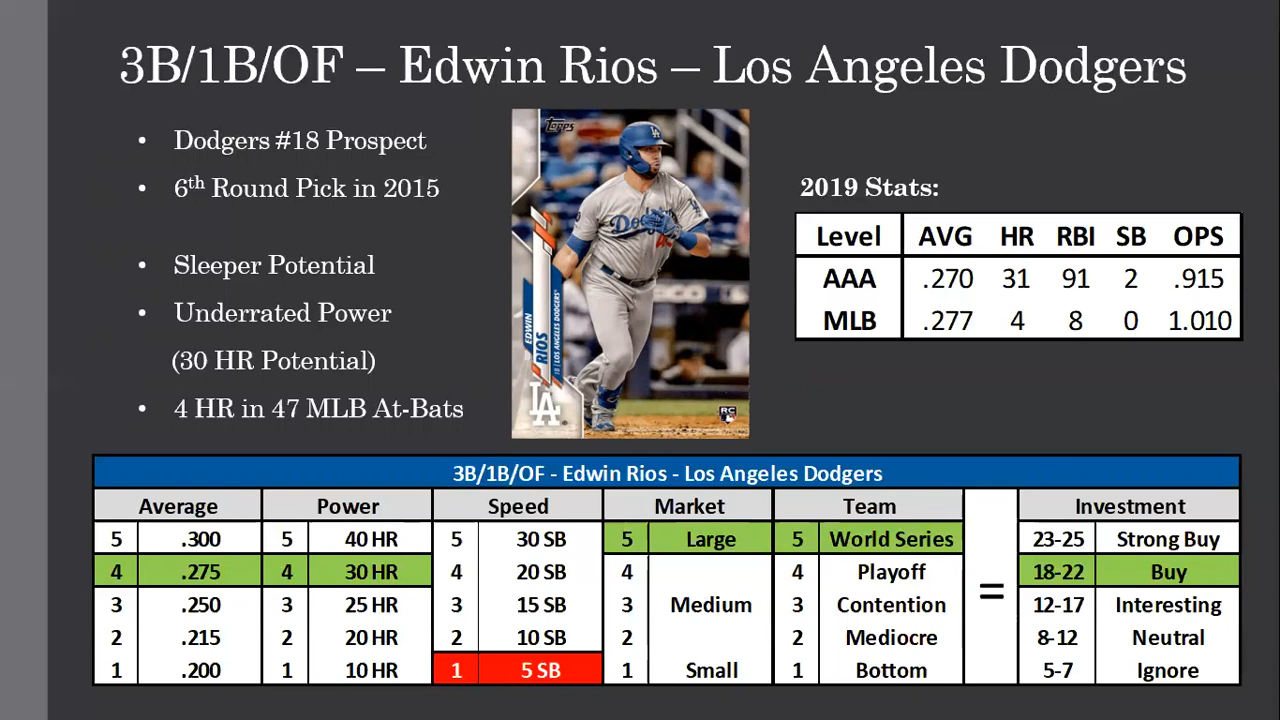 3B/1B/OF – Edwin Rios – Los Angeles Dodgers
• Dodgers #18 Prospect
• 6th Round Pick in 2015
• Sleeper Potential
• Underrated Power
(30 HR Potential)
• 4 HR in 47 MLB At-Bats
Topps
Dodgers
EDWIN
RIOS
LOS ANGELES DODGERS
LA
RC
2019 Stats:
Level AVG HR RBI SB OPS
AAA .270 31 91 2 .915
MLB .277 4 8 0 1.010
3B/1B/OF - Edwin Rios - Los Angeles Dodgers
Average Power Speed Market Team Investment
5 .300 5 40 HR 5 30 SB 5 Large 5 World Series 23-25 Strong Buy
4 .275 4 30 HR 4 20 SB 4 4 Playoff = 18-22 Buy
3 .250 3 25 HR 3 15 SB 3 Medium 3 Contention 12-17 Interesting
2 .215 2 20 HR 2 10 SB 2 2 Mediocre 8-12 Neutral
1 .200 1 10 HR 1 5 SB 1 Small 1 Bottom 5-7 Ignore